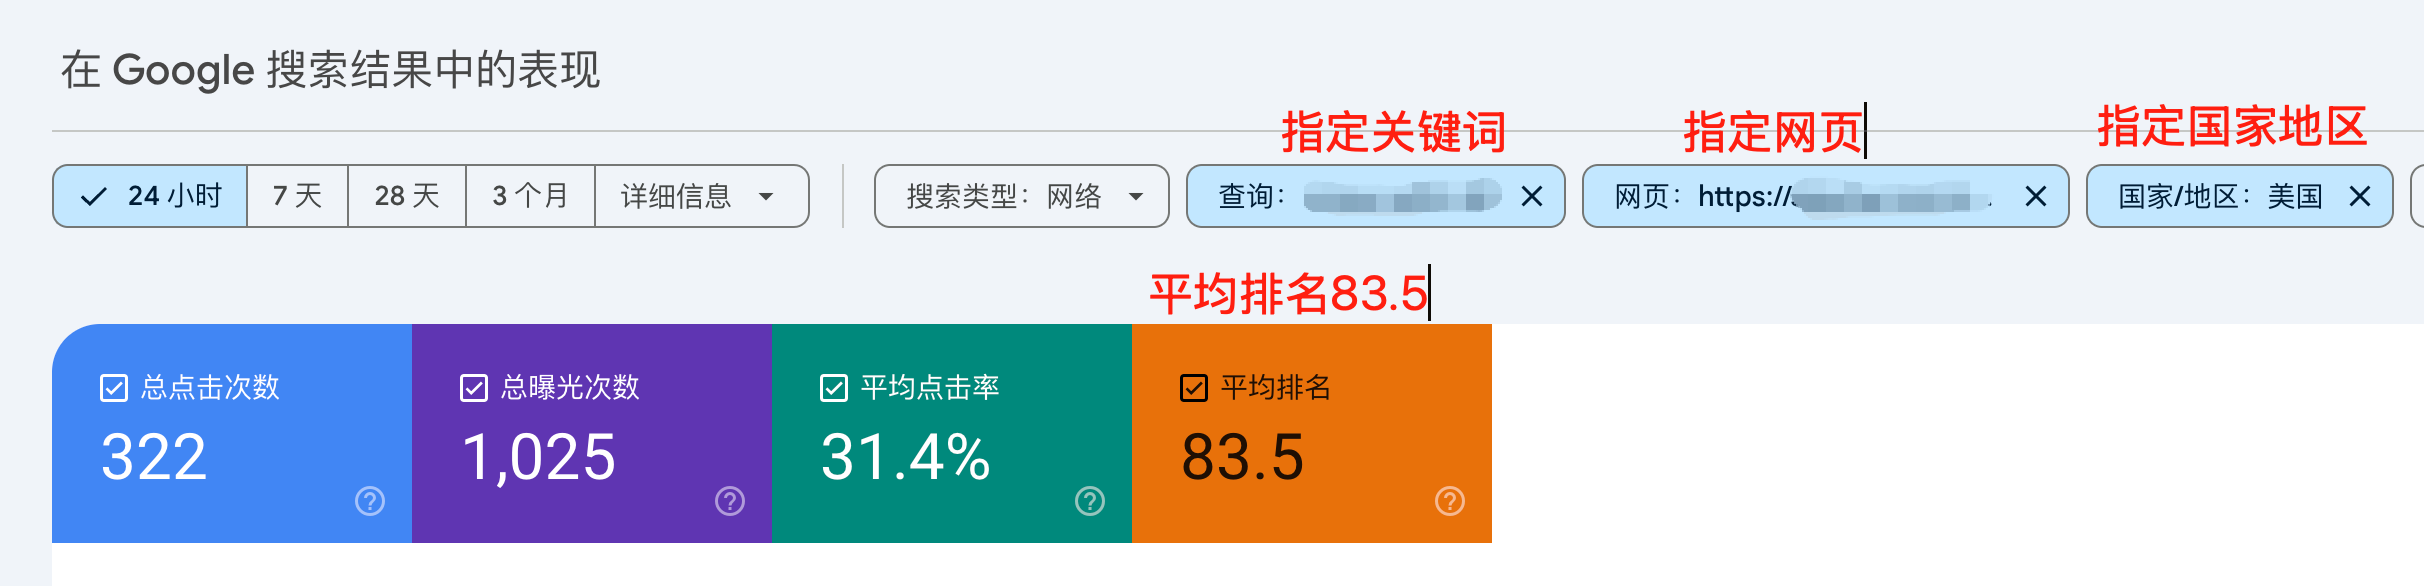 在 Google 搜索结果中的表现
指定关键词 指定网页 指定国家地区
24 小时 7 天 28 天 3 个月 详细信息 搜索类型：网络 查询： 网页：https:// 国家/地区：美国
平均排名83.5
总点击次数 总曝光次数 平均点击率 平均排名
322 1,025 31.4% 83.5